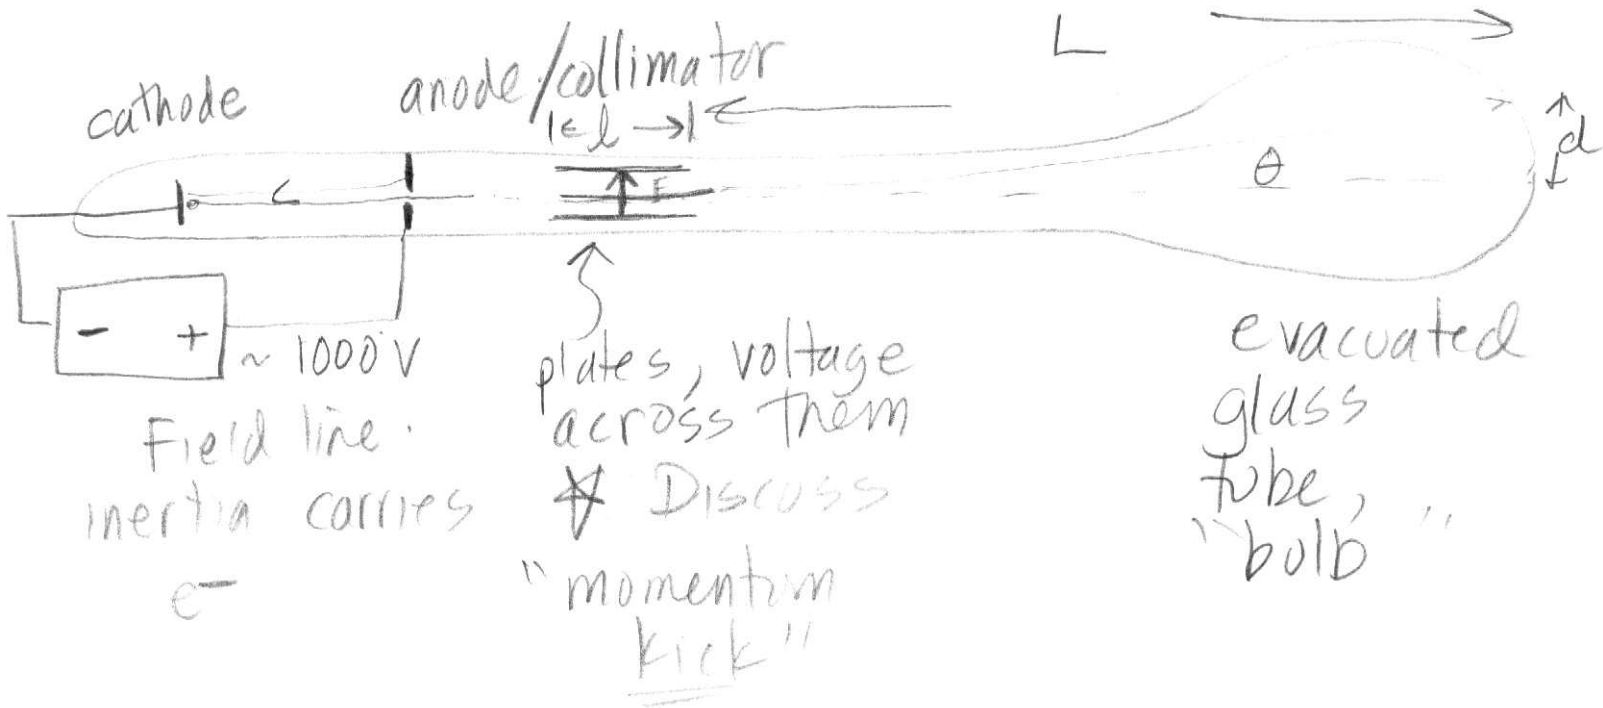 L
anode/collimator
cathode
l
d
E
θ
- +
~ 1000 V
plates, voltage
across them
☆ Discuss
"momentum
kick"
Field line.
inertia carries
e⁻
evacuated
glass
tube,
"bulb"